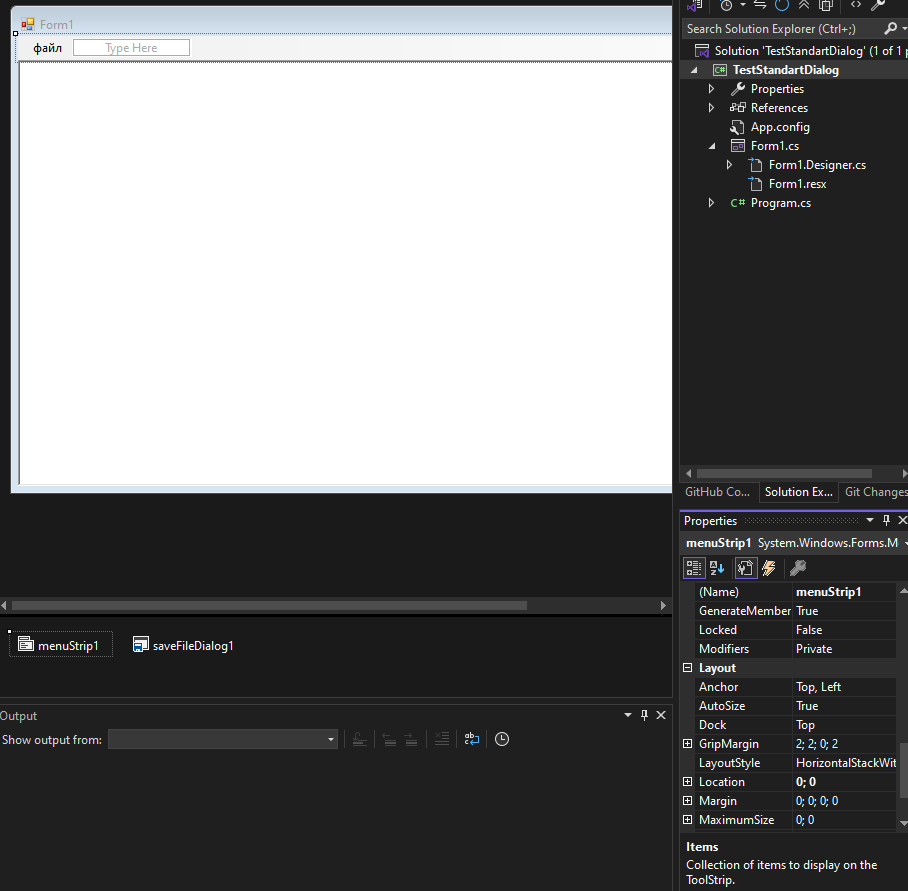 Form1
файл
Type Here
menuStrip1
saveFileDialog1
Output
Show output from:
Search Solution Explorer (Ctrl+;)
Solution 'TestStandartDialog' (1 of 1 p
C# TestStandartDialog
Properties
References
App.config
Form1.cs
Form1.Designer.cs
Form1.resx
C# Program.cs
GitHub Co... Solution Ex... Git Changes
Properties
menuStrip1 System.Windows.Forms.M
(Name) menuStrip1
GenerateMember True
Locked False
Modifiers Private
Layout
Anchor Top, Left
AutoSize True
Dock Top
GripMargin 2; 2; 0; 2
LayoutStyle HorizontalStackWit
Location 0; 0
Margin 0; 0; 0; 0
MaximumSize 0; 0
Items
Collection of items to display on the
ToolStrip.